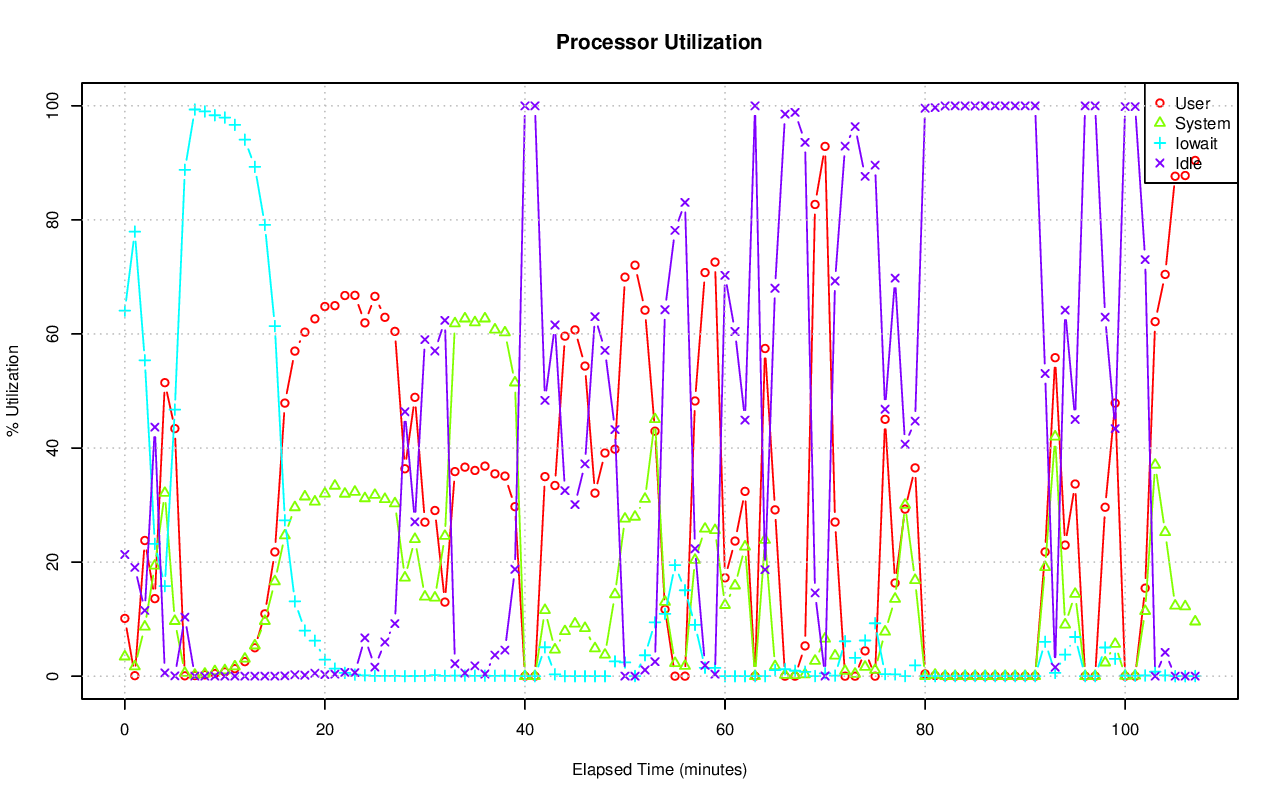 Processor Utilization
100
80
60
40
20
0
% Utilization
User
System
Iowait
Idle
0 20 40 60 80 100
Elapsed Time (minutes)